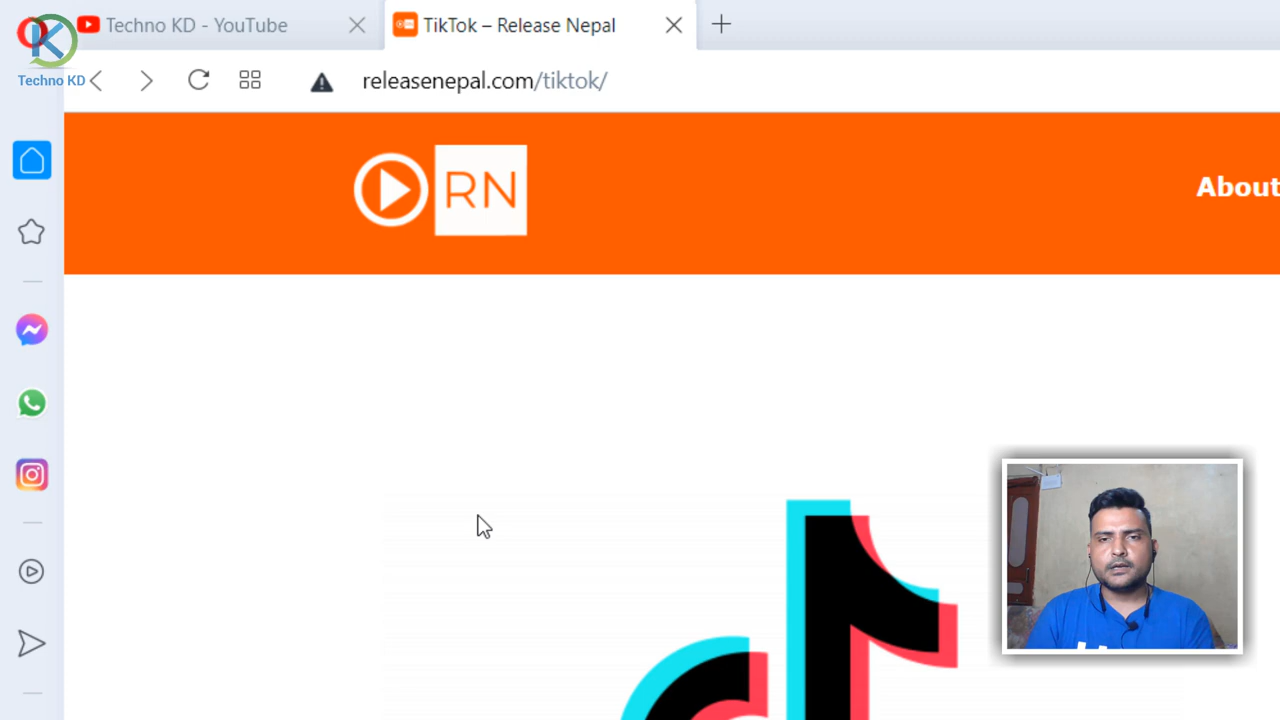 Techno KD - YouTube
TikTok – Release Nepal
Techno KD
releasenepal.com/tiktok/
RN
About